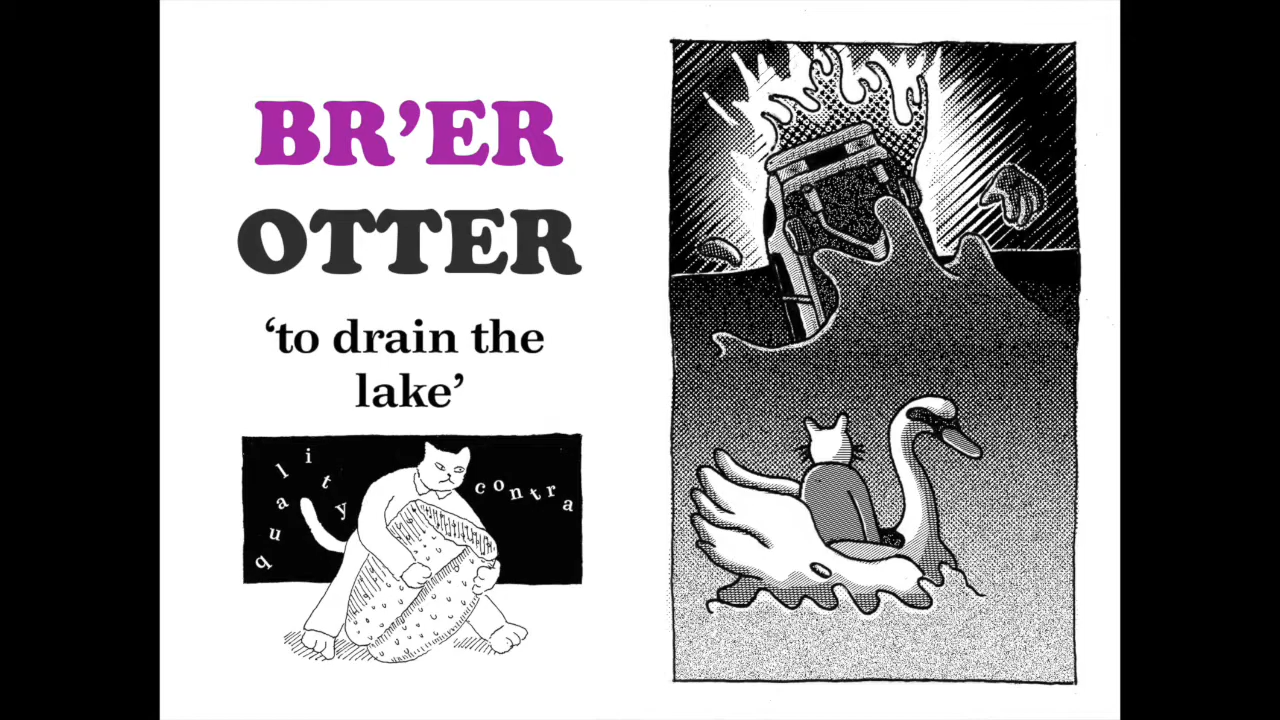 BR’ER
OTTER
‘to drain the
lake’
quality contra